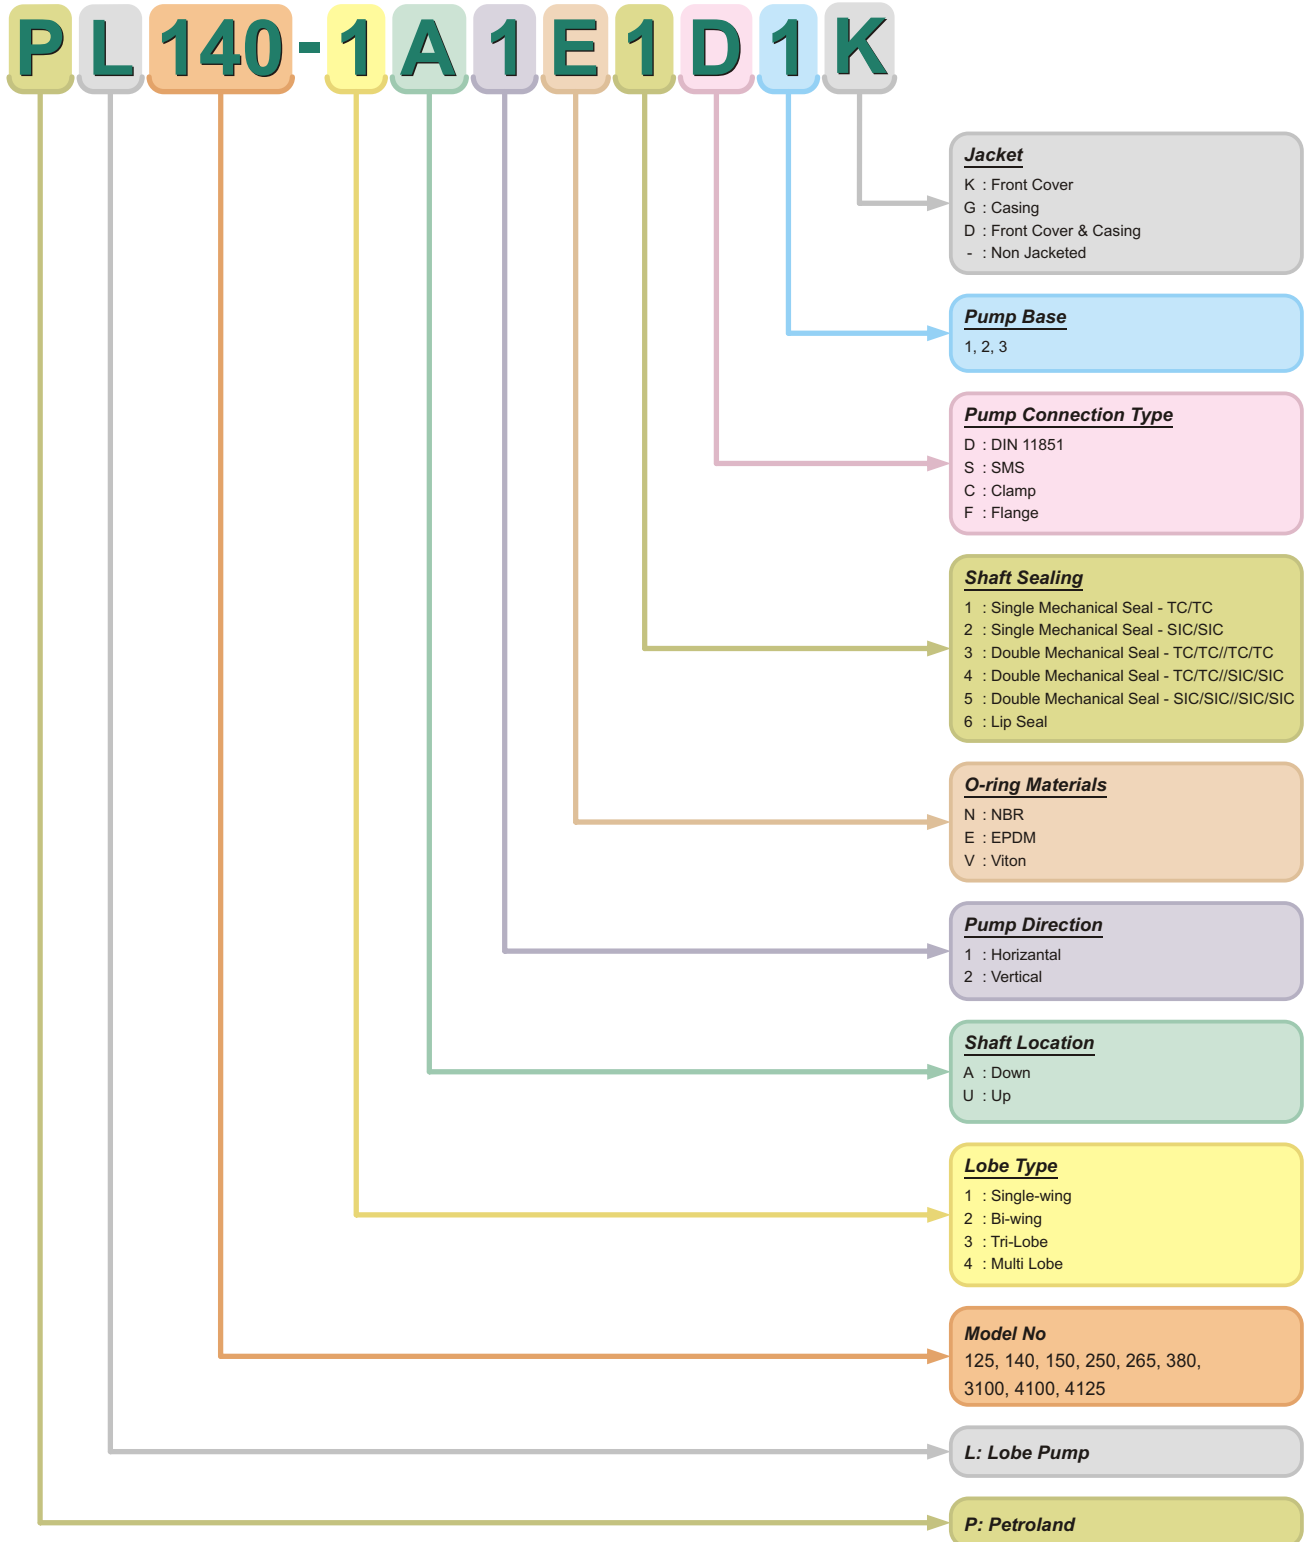 PL140-1A1E1D1K
Jacket
K : Front Cover
G : Casing
D : Front Cover & Casing
- : Non Jacketed
Pump Base
1, 2, 3
Pump Connection Type
D : DIN 11851
S : SMS
C : Clamp
F : Flange
Shaft Sealing
1 : Single Mechanical Seal - TC/TC
2 : Single Mechanical Seal - SIC/SIC
3 : Double Mechanical Seal - TC/TC//TC/TC
4 : Double Mechanical Seal - TC/TC//SIC/SIC
5 : Double Mechanical Seal - SIC/SIC//SIC/SIC
6 : Lip Seal
O-ring Materials
N : NBR
E : EPDM
V : Viton
Pump Direction
1 : Horizantal
2 : Vertical
Shaft Location
A : Down
U : Up
Lobe Type
1 : Single-wing
2 : Bi-wing
3 : Tri-Lobe
4 : Multi Lobe
Model No
125, 140, 150, 250, 265, 380,
3100, 4100, 4125
L: Lobe Pump
P: Petroland